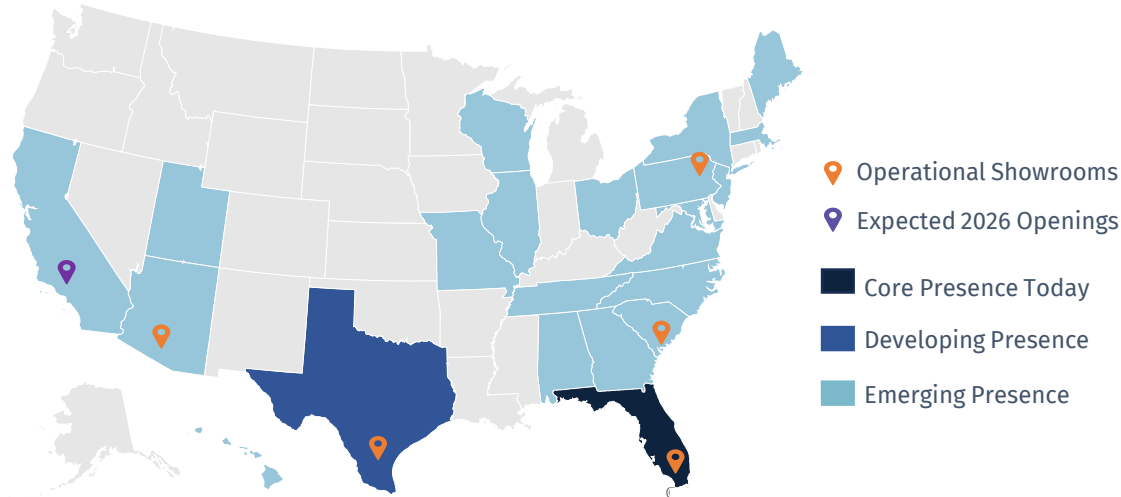 Operational Showrooms
Expected 2026 Openings
Core Presence Today
Developing Presence
Emerging Presence